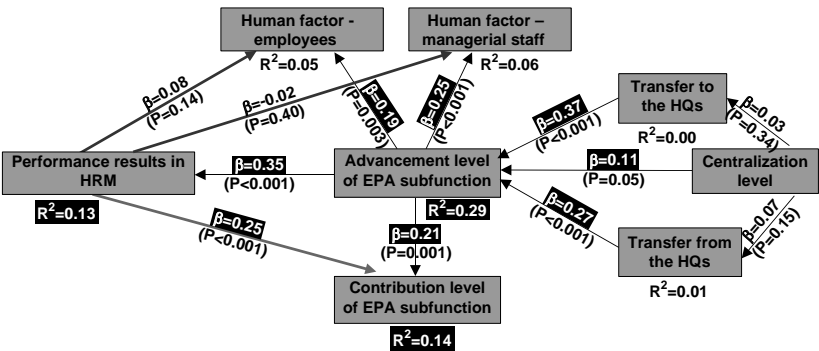 Human factor -
employees
R²=0.05
Human factor –
managerial staff
R²=0.06
β=0.08
(P=0.14)
β=-0.02
(P=0.40)
β=0.19
(P=0.003)
β=0.25
(P<0.001)
β=0.37
(P<0.001)
Transfer to
the HQs
R²=0.00
β=0.03
(P=0.34)
Performance results in
HRM
R²=0.13
β=0.35
(P<0.001)
Advancement level
of EPA subfunction
R²=0.29
β=0.11
(P=0.05)
Centralization
level
β=0.25
(P<0.001)
β=0.21
(P=0.001)
β=0.27
(P<0.001)
Transfer from
the HQs
R²=0.01
β=0.07
(P=0.15)
Contribution level
of EPA subfunction
R²=0.14